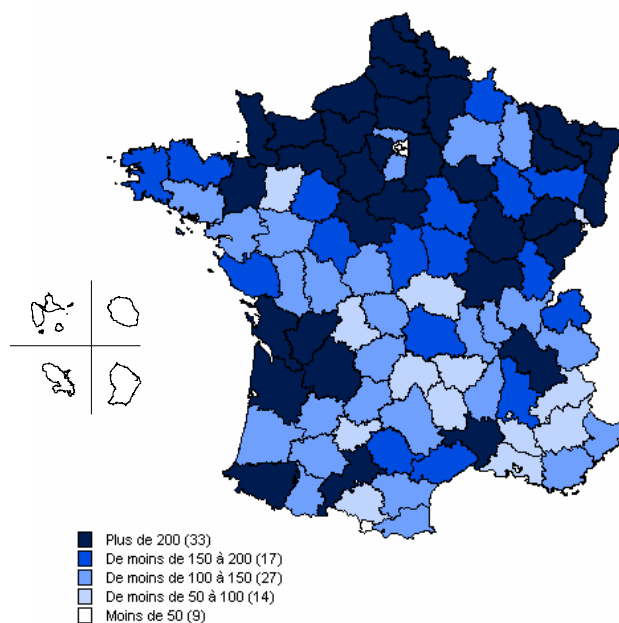 Plus de 200 (33)
De moins de 150 à 200 (17)
De moins de 100 à 150 (27)
De moins de 50 à 100 (14)
Moins de 50 (9)